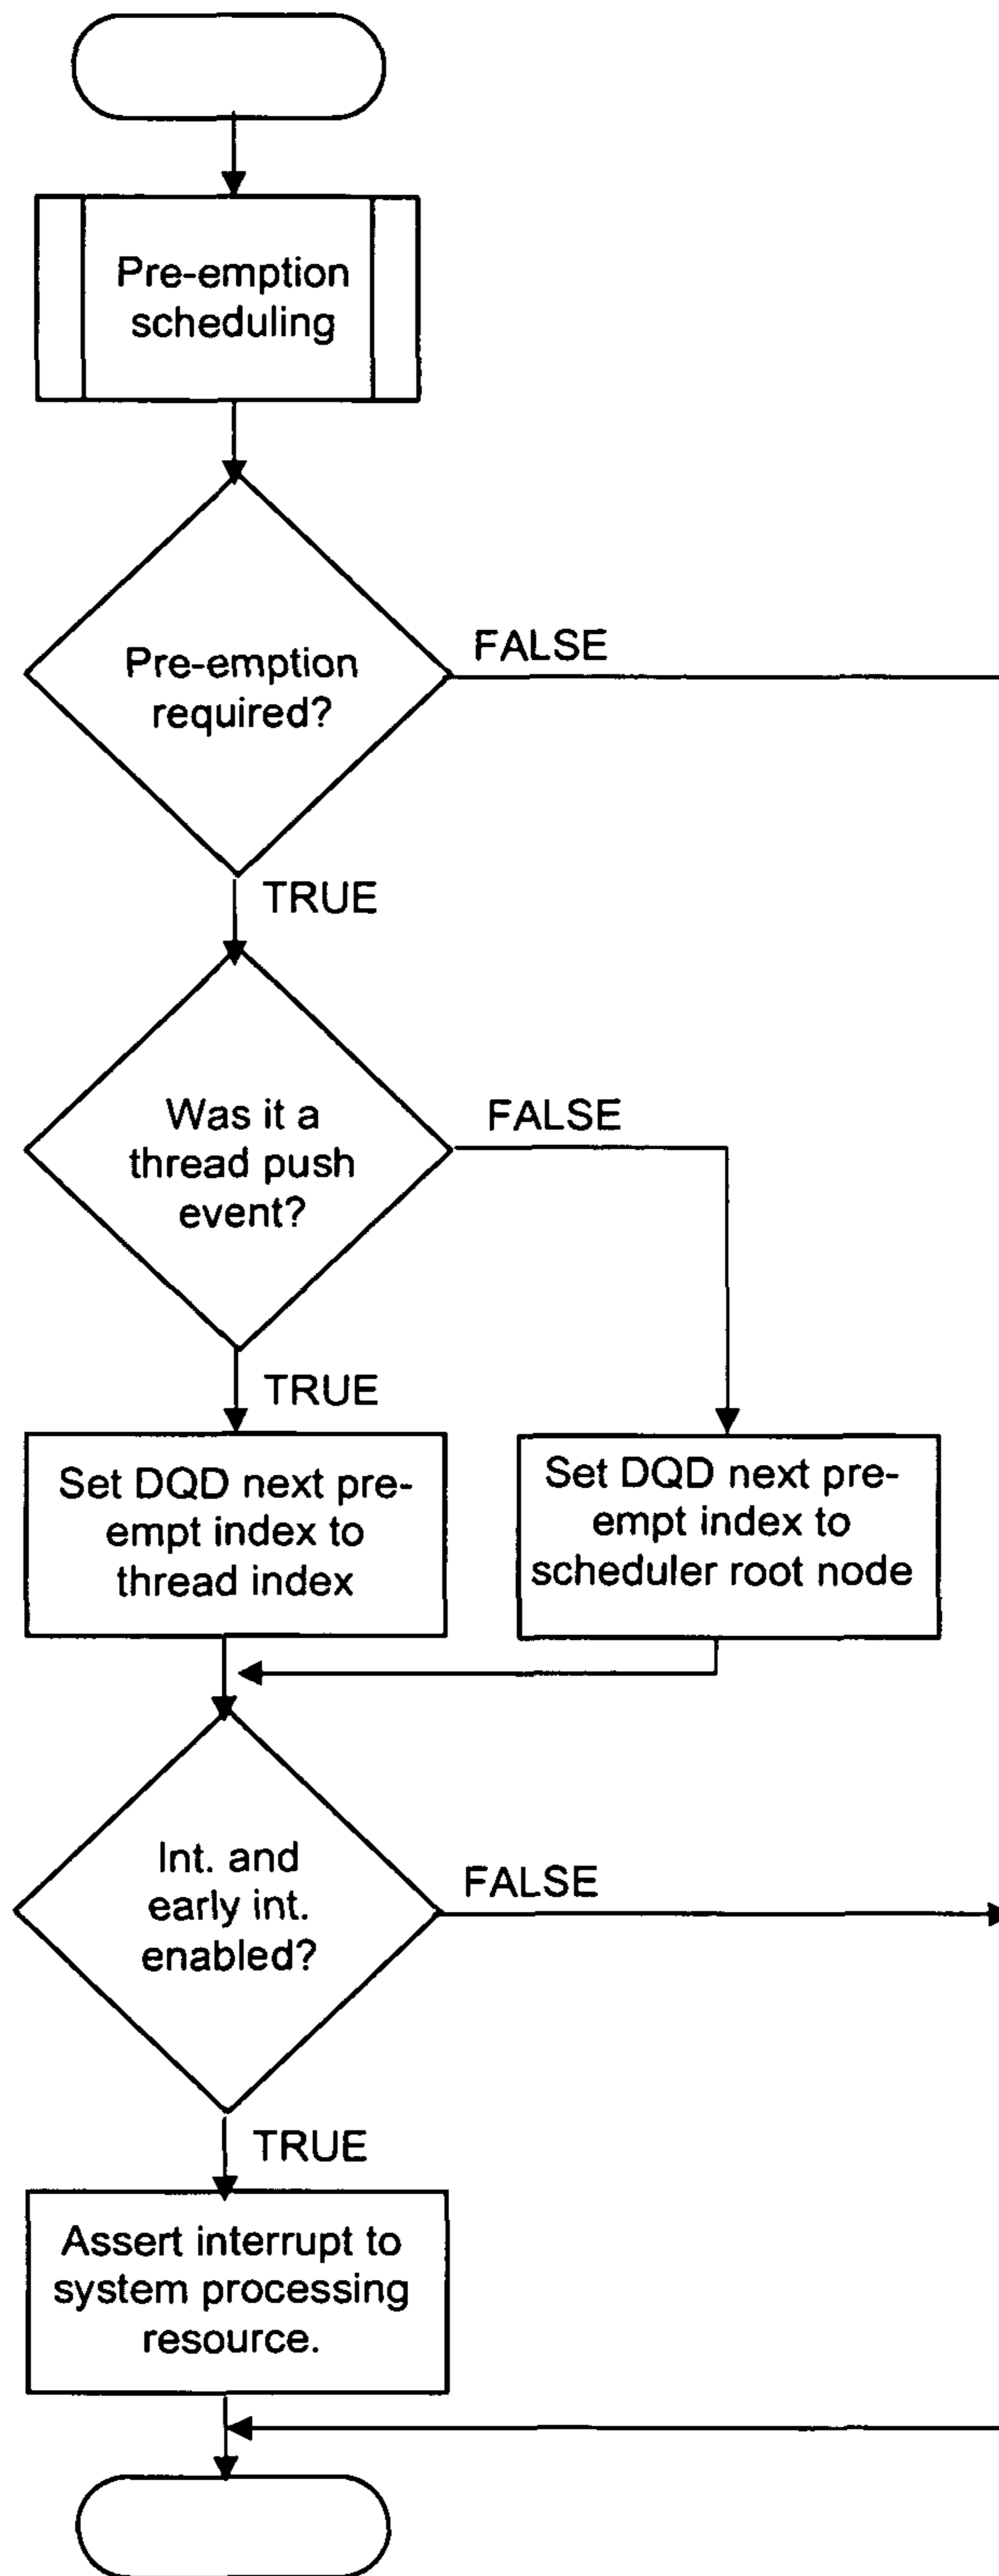 Pre-emption
scheduling
Pre-emption
required?
FALSE
TRUE
Was it a
thread push
event?
FALSE
TRUE
Set DQD next pre-
empt index to
thread index
Set DQD next pre-
empt index to
scheduler root node
Int. and
early int.
enabled?
FALSE
TRUE
Assert interrupt to
system processing
resource.